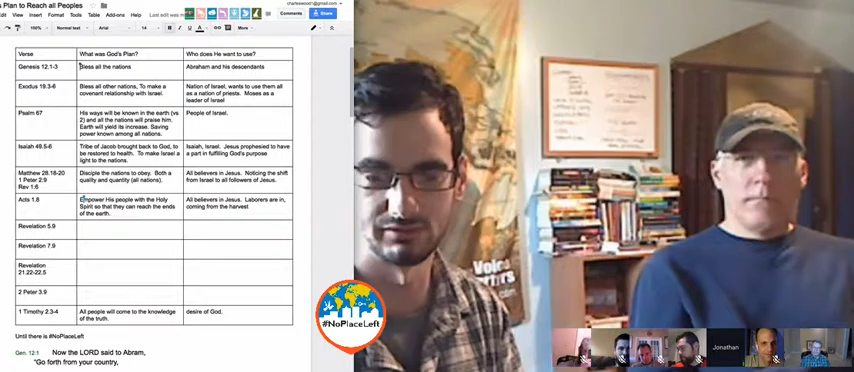 s Plan to Reach all Peoples
charleswood1@gmail.com
File Edit View Insert Format Tools Table Add-ons Help Last edit was
Comments
Share
100%
Normal text
Arial
14
B I U A
More
Verse
What was God's Plan?
Who does He want to use?
Genesis 12.1-3
Bless all the nations
Abraham and his descendants
Exodus 19.3-6
Bless all other nations, To make a
covenant relationship with Israel.
Nation of Israel, wants to use them all
as a nation of priests. Moses as a
leader of Israel
Psalm 67
His ways will be known in the earth (vs
2) and all the nations will praise him.
Earth will yield its increase. Saving
power known among all nations.
People of Israel.
Isaiah 49.5-6
Tribe of Jacob brought back to God, to
be restored to health. To make Israel a
light to the nations.
Isaiah, Israel. Jesus prophesied to have
a part in fulfilling God's purpose
Matthew 28.18-20
1 Peter 2:9
Rev 1:6
Disciple the nations to obey. Both a
quality and quantity (all nations).
All believers in Jesus. Noticing the shift
from Israel to all followers of Jesus.
Acts 1.8
Empower His people with the Holy
Spirit so that they can reach the ends
of the earth.
All believers in Jesus. Laborers are in,
coming from the harvest
Revelation 5.9
Revelation 7.9
Revelation
21.22-22.5
2 Peter 3.9
1 Timothy 2.3-4
All people will come to the knowledge
of the truth.
desire of God.
Until there is #NoPlaceLeft
Gen. 12:1 Now the LORD said to Abram,
"Go forth from your country,
#NoPlaceLeft
Jonathan